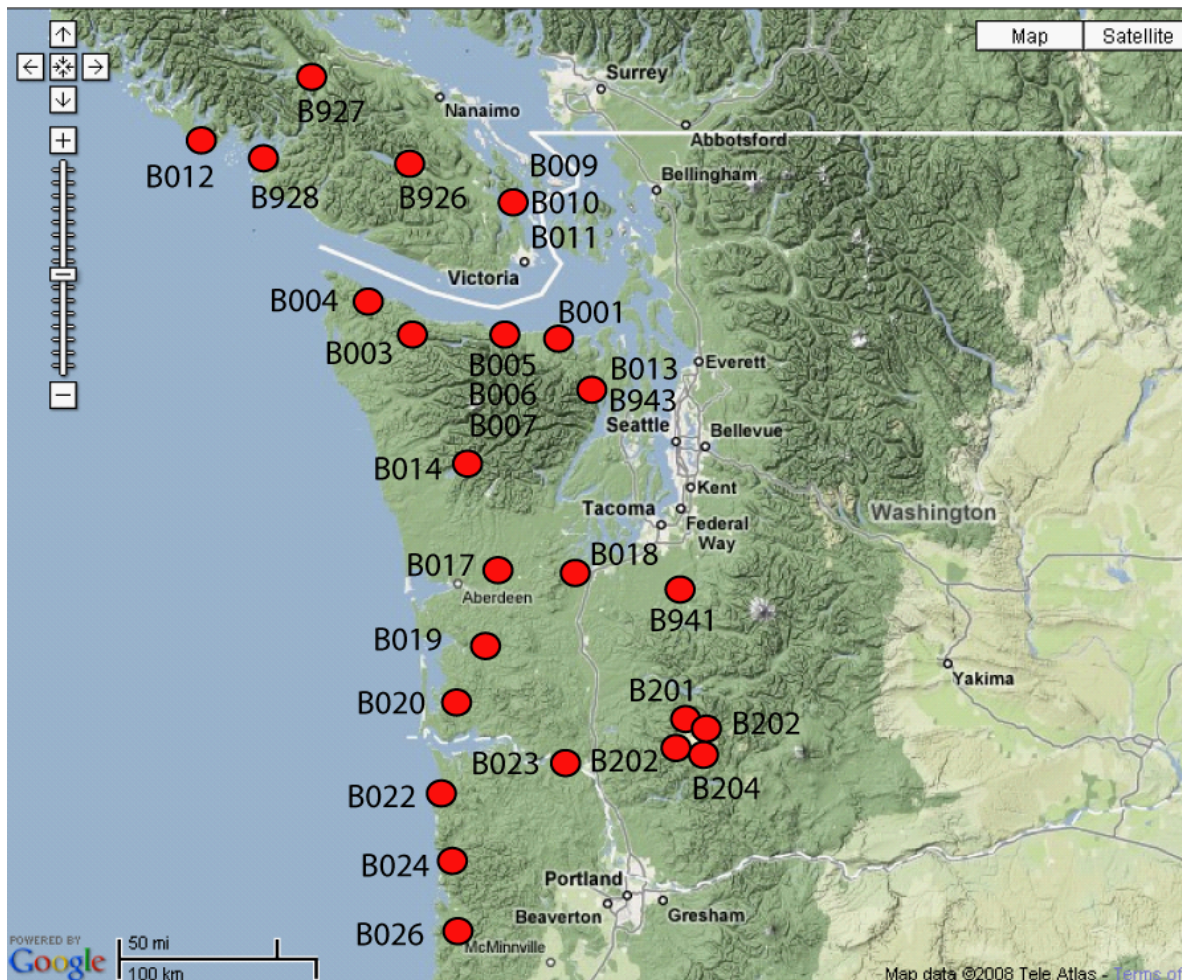 Map
Satellite
Surrey
B927
Nanaimo
Abbotsford
B012
B928
B926
B009
Bellingham
B010
B011
Victoria
B004
B001
B003
B005
B013
Everett
B006
B943
B007
Seattle
Bellevue
B014
Kent
Tacoma
Washington
Federal
Way
B017
B018
Aberdeen
B941
B019
Yakima
B020
B201
B202
B023
B202
B204
B022
B024
Portland
Beaverton
Gresham
B026
McMinnville
POWERED BY
Google
50 mi
100 km
Map data ©2008 Tele Atlas - Terms of